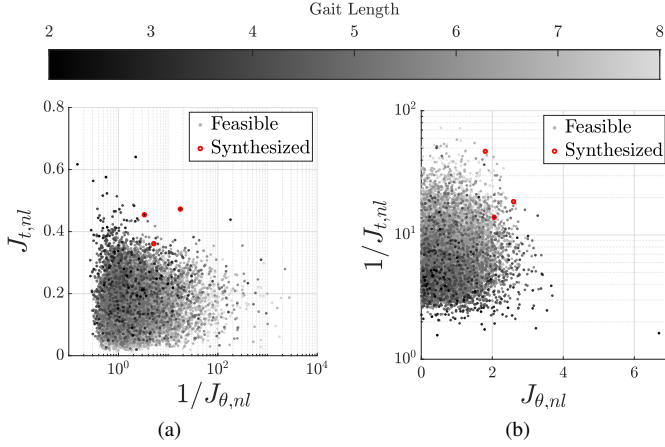 Gait Length
2 3 4 5 6 7 8
0.8
0.6
0.4
0.2
0
J_{t,nl}
Feasible
Synthesized
10^0 10^2 10^4
1/J_{θ,nl}
(a)
10^2
10^1
10^0
1/J_{t,nl}
Feasible
Synthesized
0 2 4 6
J_{θ,nl}
(b)